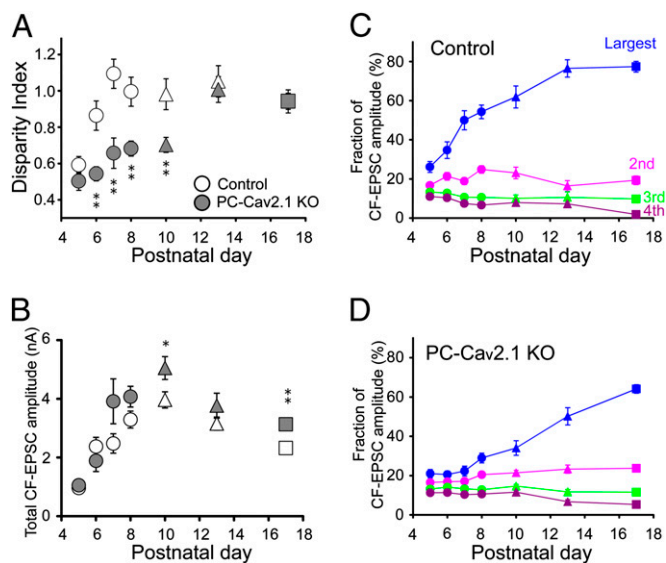 A
Disparity Index
1.2
1.0
0.8
0.6
0.4
**
**
**
**
Control
PC-Cav2.1 KO
4 6 8 10 12 14 16 18
Postnatal day
B
Total CF-EPSC amplitude (nA)
6
4
2
0
*
**
4 6 8 10 12 14 16 18
Postnatal day
C
Control
Fraction of
CF-EPSC amplitude (%)
80
60
40
20
0
Largest
2nd
3rd
4th
4 6 8 10 12 14 16 18
Postnatal day
D
PC-Cav2.1 KO
Fraction of
CF-EPSC amplitude (%)
80
60
40
20
0
4 6 8 10 12 14 16 18
Postnatal day